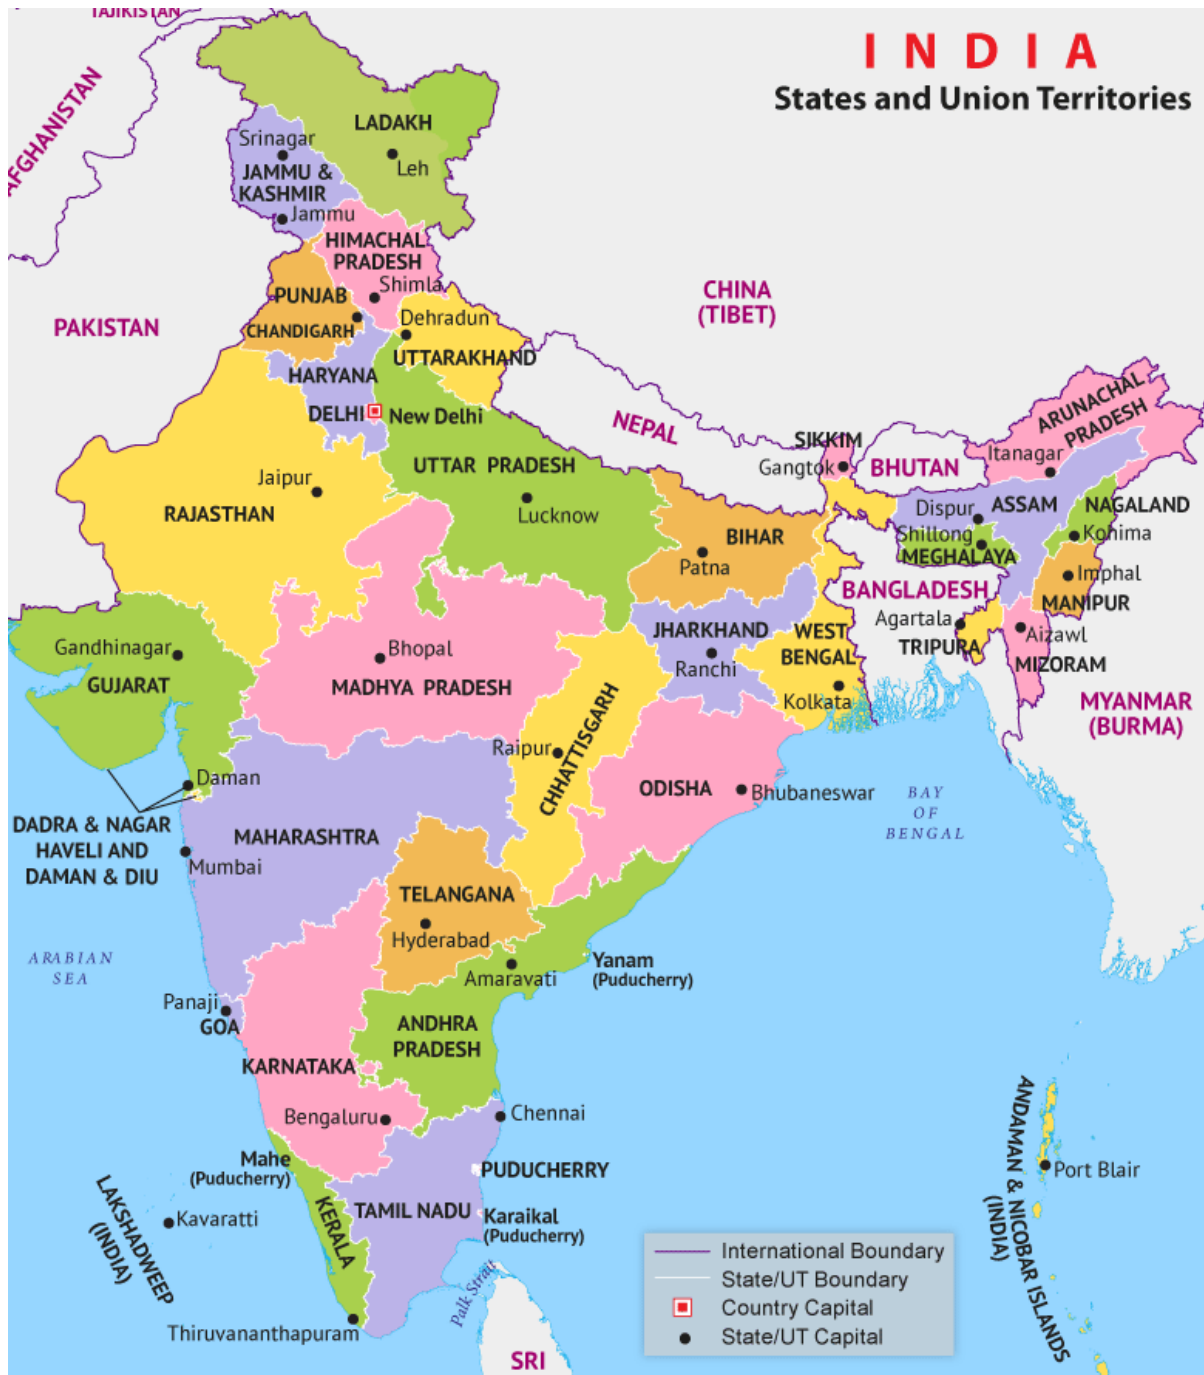 TAJIKISTAN
I N D I A
States and Union Territories
AFGHANISTAN
LADAKH
Srinagar
Leh
JAMMU &
KASHMIR
Jammu
HIMACHAL
PRADESH
Shimla
PUNJAB
CHANDIGARH
PAKISTAN
CHINA
(TIBET)
Dehradun
UTTARAKHAND
HARYANA
DELHI
New Delhi
NEPAL
SIKKIM
Gangtok
BHUTAN
ARUNACHAL
PRADESH
Itanagar
UTTAR PRADESH
Lucknow
Jaipur
RAJASTHAN
BIHAR
Patna
Dispur
ASSAM
NAGALAND
Kohima
Shillong
MEGHALAYA
BANGLADESH
Imphal
MANIPUR
Agartala
TRIPURA
Aizawl
MIZORAM
MYANMAR
(BURMA)
Gandhinagar
GUJARAT
Bhopal
MADHYA PRADESH
JHARKHAND
Ranchi
WEST
BENGAL
Kolkata
Raipur
CHHATTISGARH
ODISHA
Bhubaneswar
BAY
OF
BENGAL
Daman
DADRA & NAGAR
HAVELI AND
DAMAN & DIU
MAHARASHTRA
Mumbai
TELANGANA
Hyderabad
ARABIAN
SEA
Amaravati
Yanam
(Puducherry)
Panaji
GOA
ANDHRA
PRADESH
KARNATAKA
Bengaluru
Chennai
Mahe
(Puducherry)
PUDUCHERRY
LAKSHADWEEP
(INDIA)
Kavaratti
KERALA
TAMIL NADU
Karaikal
(Puducherry)
ANDAMAN & NICOBAR ISLANDS
(INDIA)
Port Blair
Palk Strait
Thiruvananthapuram
SRI
International Boundary
State/UT Boundary
Country Capital
State/UT Capital